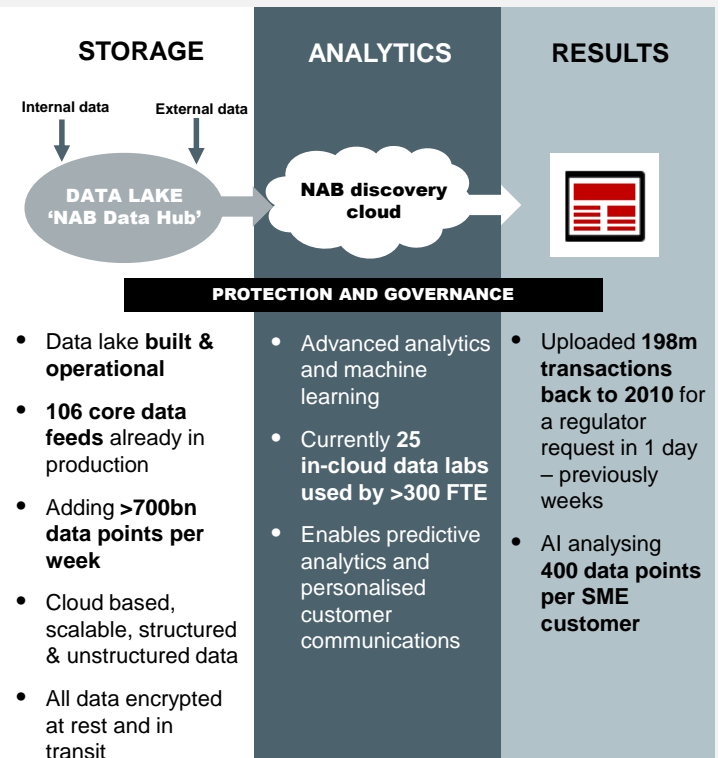 STORAGE
ANALYTICS
RESULTS
Internal data
External data
DATA LAKE
‘NAB Data Hub’
NAB discovery
cloud
PROTECTION AND GOVERNANCE
• Data lake built &
operational
• 106 core data
feeds already in
production
• Adding >700bn
data points per
week
• Cloud based,
scalable, structured
& unstructured data
• All data encrypted
at rest and in
transit
• Advanced analytics
and machine
learning
• Currently 25
in-cloud data labs
used by >300 FTE
• Enables predictive
analytics and
personalised
customer
communications
• Uploaded 198m
transactions
back to 2010 for
a regulator
request in 1 day
– previously
weeks
• AI analysing
400 data points
per SME
customer